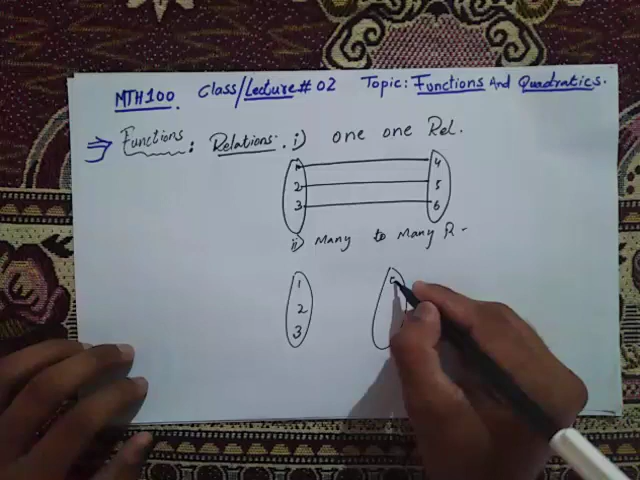 MTH100. Class/Lecture # 02 Topic: Functions And Quadratics.
⇒ Functions: Relations. i) one one Rel.
1 4
2 5
3 6
ii) Many to Many R.
1
2
3